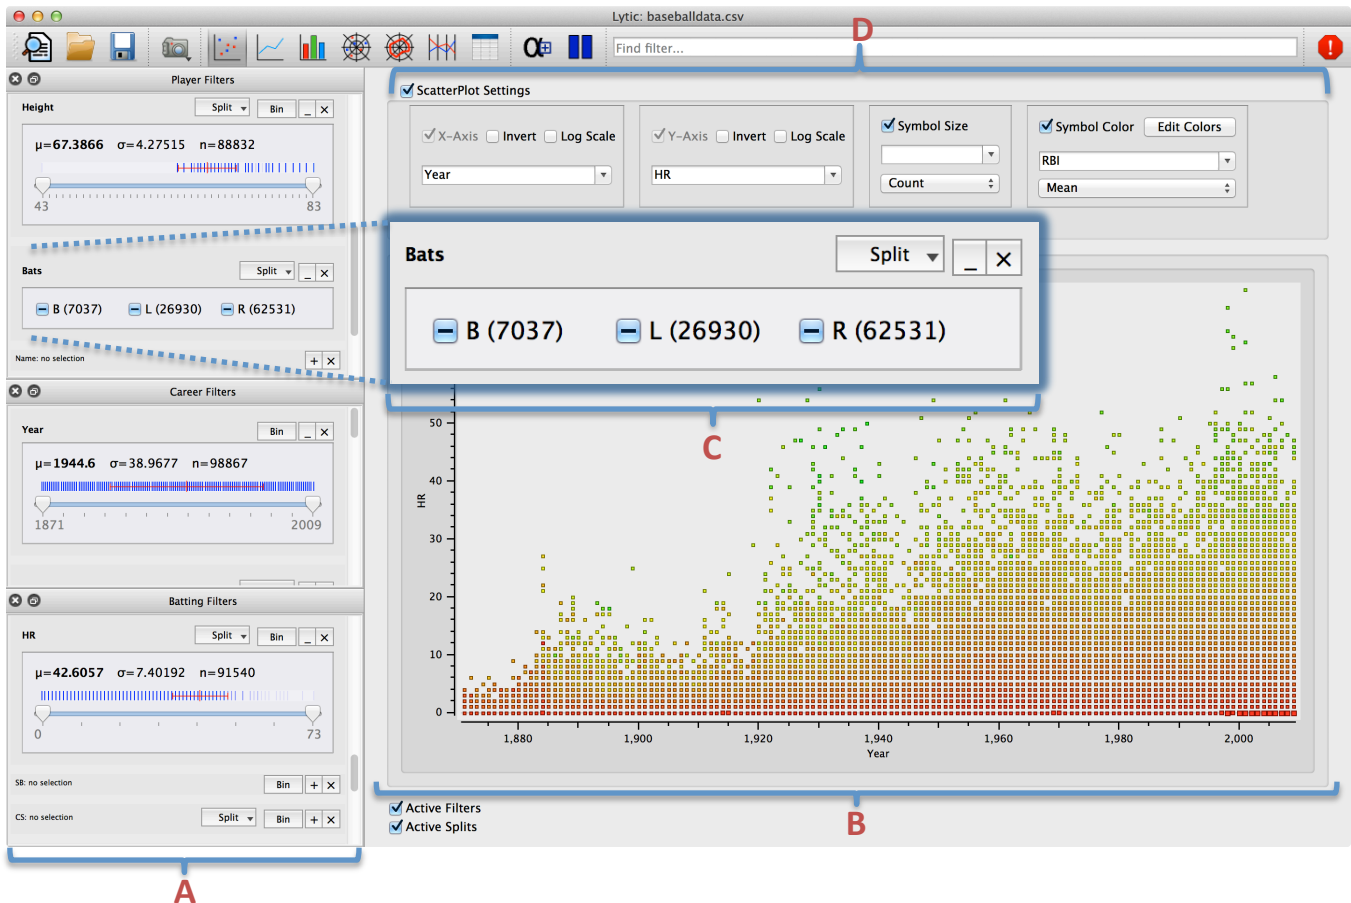 Lytic: baseballdata.csv
D
Find filter...
Player Filters
Height Split Bin _ ×
μ=67.3866 σ=4.27515 n=88832
43 83
Bats Split _ ×
B (7037) L (26930) R (62531)
Name: no selection + ×
Career Filters
Year Bin _ ×
μ=1944.6 σ=38.9677 n=98867
1871 2009
Batting Filters
HR Split Bin _ ×
μ=42.6057 σ=7.40192 n=91540
0 73
SB: no selection Bin + ×
CS: no selection Split Bin + ×
A
ScatterPlot Settings
X-Axis Invert Log Scale
Year
Y-Axis Invert Log Scale
HR
Symbol Size
Count
Symbol Color Edit Colors
RBI
Mean
Bats Split _ ×
B (7037) L (26930) R (62531)
C
50
40
30
20
10
0
HR
1,880 1,900 1,920 1,940 1,960 1,980 2,000
Year
B
Active Filters
Active Splits